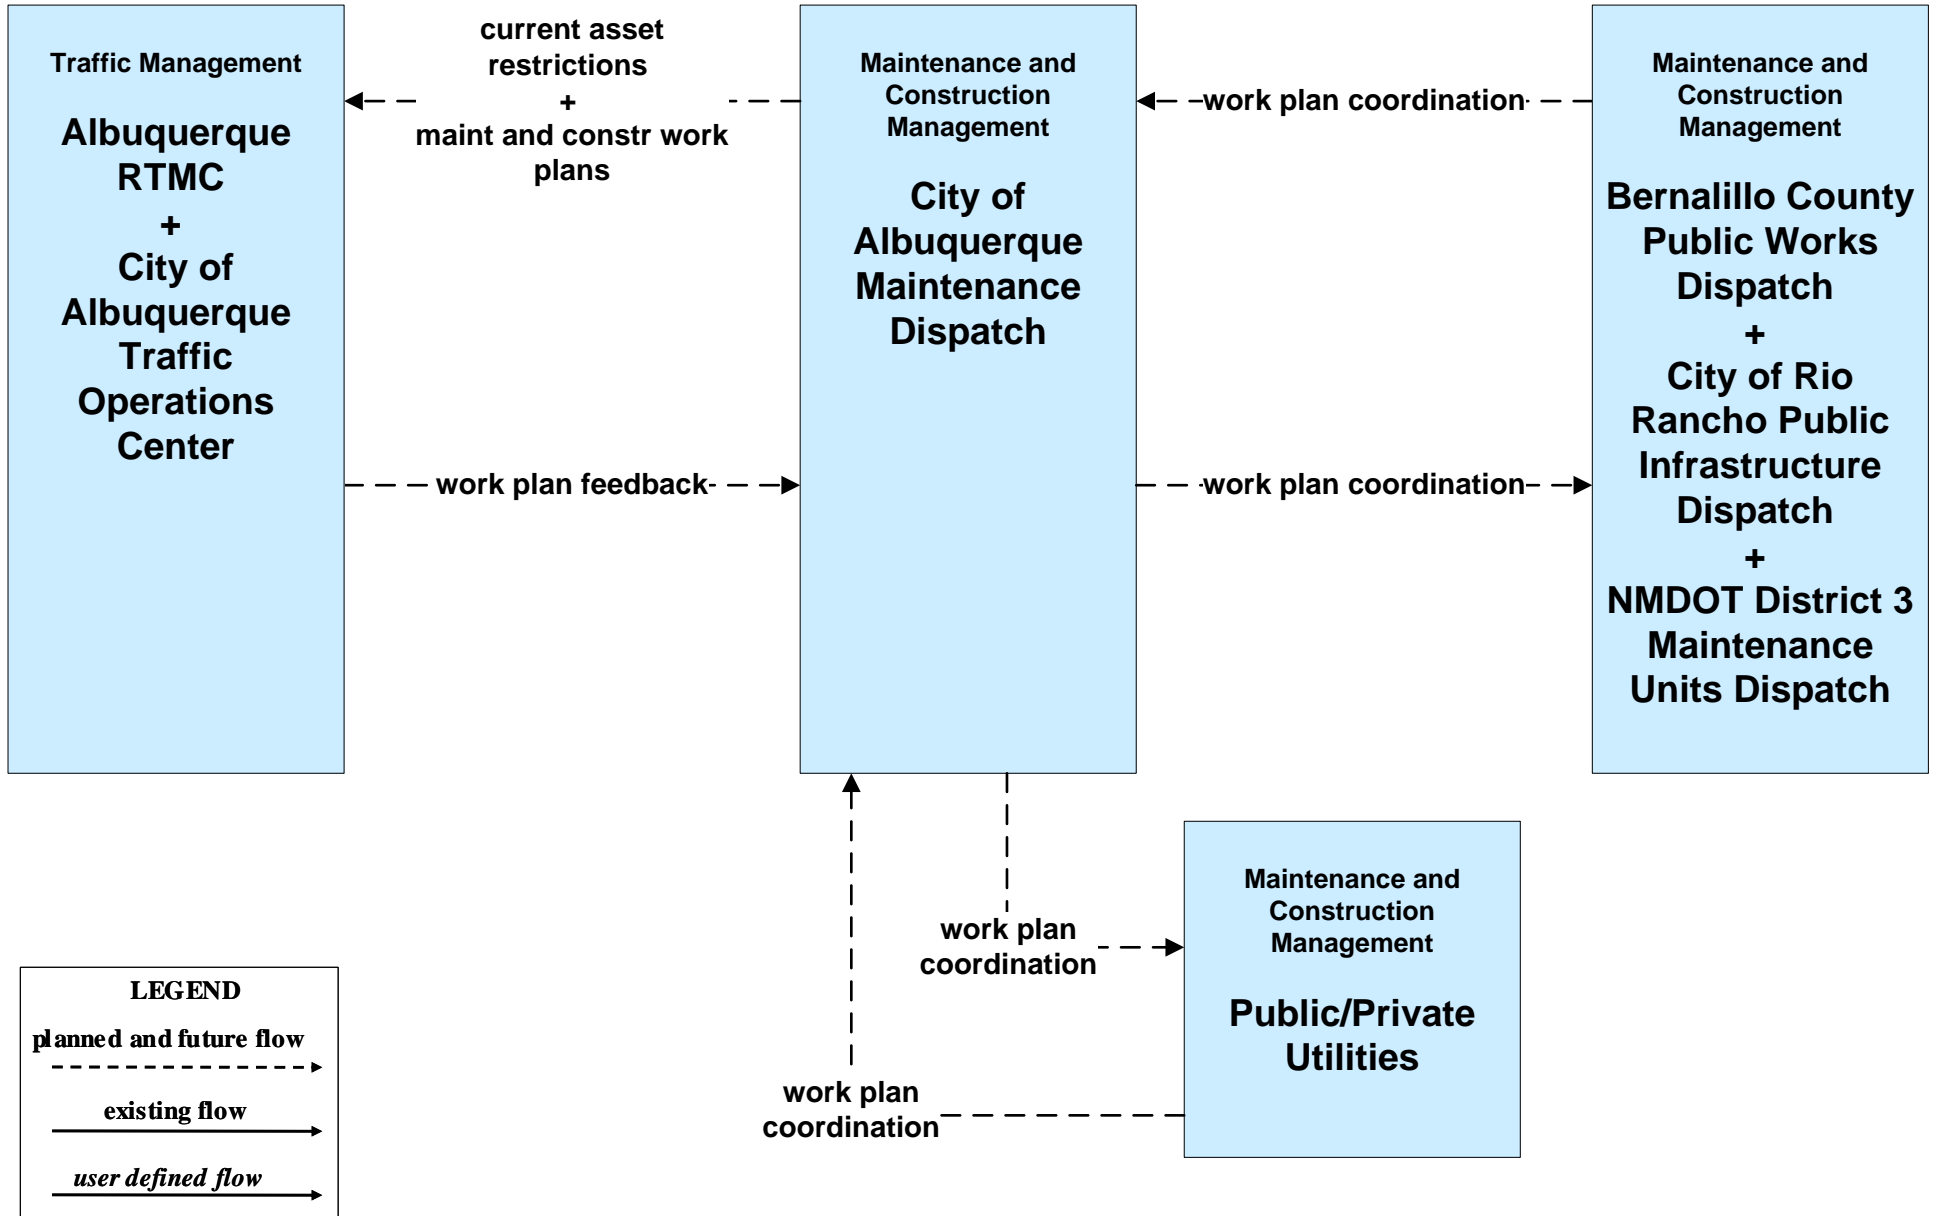 Traffic Management
Albuquerque
RTMC
+
City of
Albuquerque
Traffic
Operations
Center
current asset
restrictions
+
maint and constr work
plans
work plan feedback
Maintenance and
Construction
Management
City of
Albuquerque
Maintenance
Dispatch
work plan coordination
work plan coordination
Maintenance and
Construction
Management
Bernalillo County
Public Works
Dispatch
+
City of Rio
Rancho Public
Infrastructure
Dispatch
+
NMDOT District 3
Maintenance
Units Dispatch
work plan
coordination
Maintenance and
Construction
Management
Public/Private
Utilities
work plan
coordination
LEGEND
planned and future flow
existing flow
user defined flow